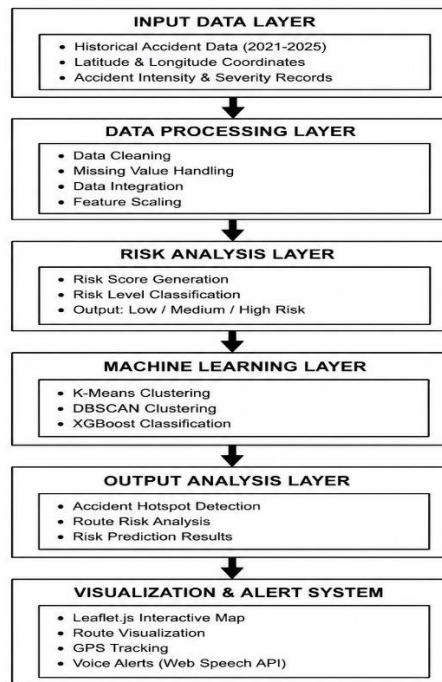 INPUT DATA LAYER
• Historical Accident Data (2021-2025)
• Latitude & Longitude Coordinates
• Accident Intensity & Severity Records
DATA PROCESSING LAYER
• Data Cleaning
• Missing Value Handling
• Data Integration
• Feature Scaling
RISK ANALYSIS LAYER
• Risk Score Generation
• Risk Level Classification
• Output: Low / Medium / High Risk
MACHINE LEARNING LAYER
• K-Means Clustering
• DBSCAN Clustering
• XGBoost Classification
OUTPUT ANALYSIS LAYER
• Accident Hotspot Detection
• Route Risk Analysis
• Risk Prediction Results
VISUALIZATION & ALERT SYSTEM
• Leaflet.js Interactive Map
• Route Visualization
• GPS Tracking
• Voice Alerts (Web Speech API)